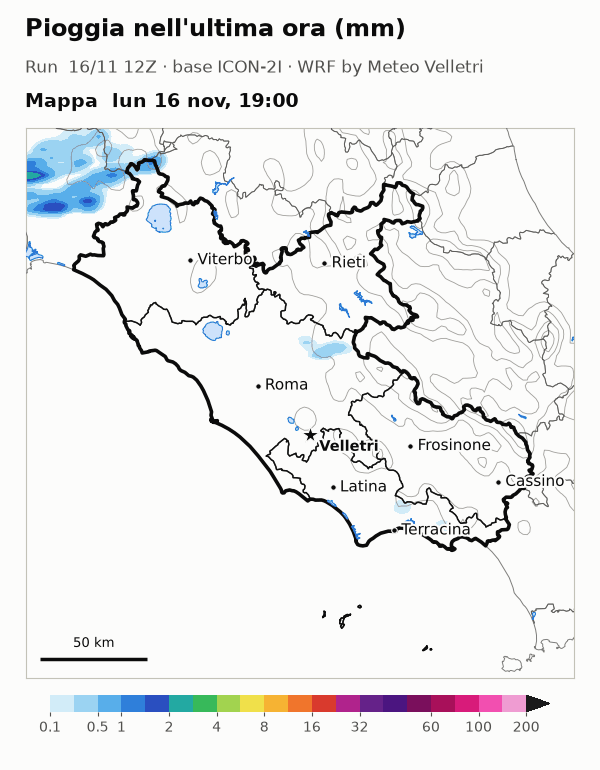 Pioggia nell'ultima ora (mm)
Run  16/11 12Z · base ICON-2I · WRF by Meteo Velletri
Mappa  lun 16 nov, 19:00
Viterbo
Rieti
Roma
Velletri
Frosinone
Latina
Cassino
Terracina
50 km
0.1 0.5 1 2 4 8 16 32 60 100 200